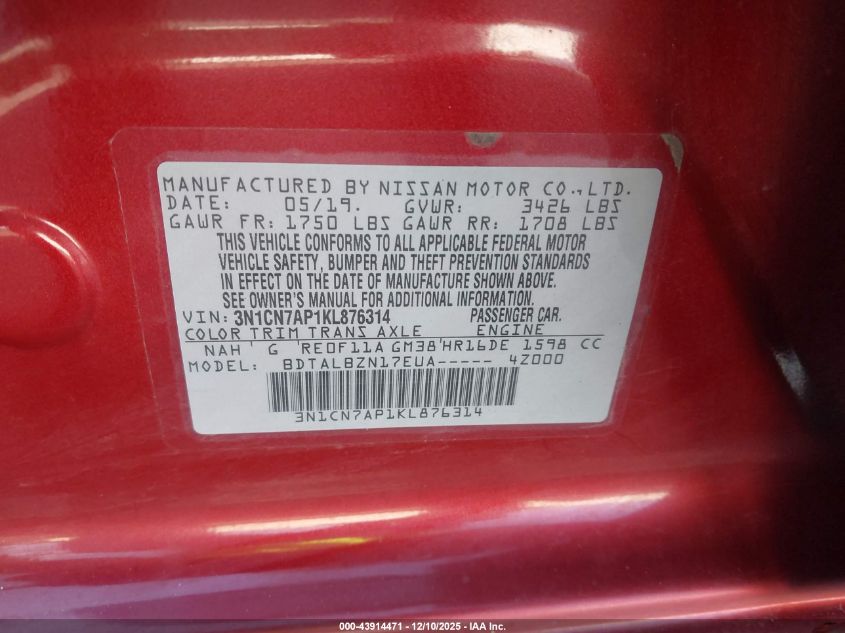 MANUFACTURED BY NISSAN MOTOR CO.,LTD.
DATE: 05/19. GVWR: 3426 LBS
GAWR FR: 1750 LBS GAWR RR: 1708 LBS
THIS VEHICLE CONFORMS TO ALL APPLICABLE FEDERAL MOTOR
VEHICLE SAFETY, BUMPER AND THEFT PREVENTION STANDARDS
IN EFFECT ON THE DATE OF MANUFACTURE SHOWN ABOVE.
SEE OWNER'S MANUAL FOR ADDITIONAL INFORMATION.
VIN: 3N1CN7AP1KL876314 PASSENGER CAR.
COLOR TRIM TRANS AXLE ENGINE
NAH' G 'RE0F11A GM38'HR16DE 1598 CC
MODEL: BDTALBZN17EUA----- 4Z000
3N1CN7AP1KL876314
000-43914471 — 12/10/2025 — IAA Inc.